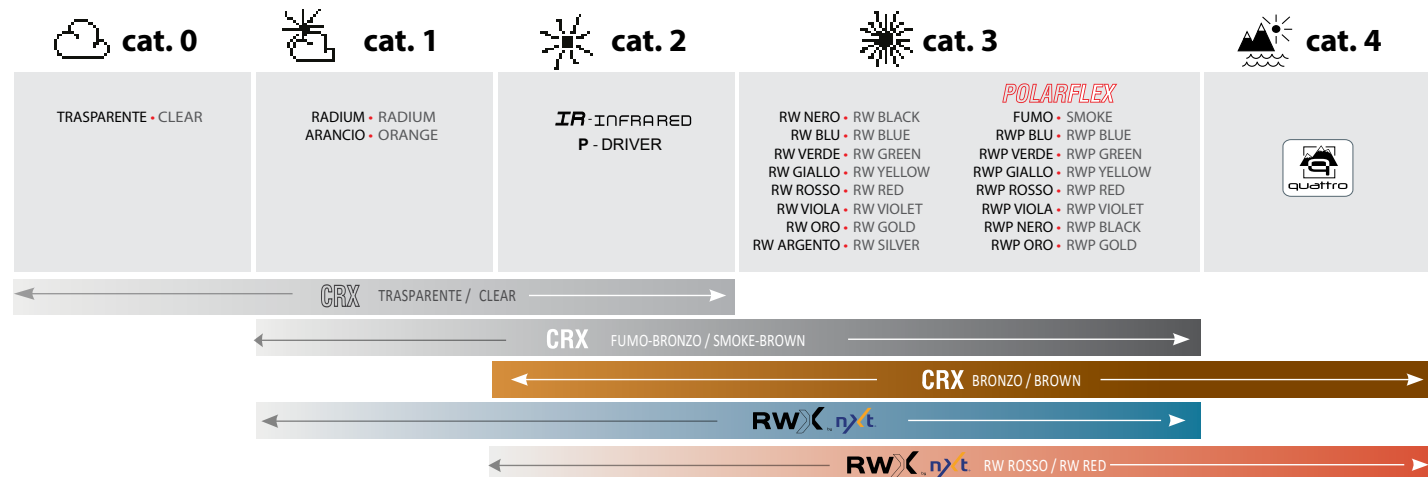 cat. 0
cat. 1
cat. 2
cat. 3
cat. 4
TRASPARENTE • CLEAR
RADIUM • RADIUM
ARANCIO • ORANGE
IR - INFRARED
P - DRIVER
RW NERO • RW BLACK
RW BLU • RW BLUE
RW VERDE • RW GREEN
RW GIALLO • RW YELLOW
RW ROSSO • RW RED
RW VIOLA • RW VIOLET
RW ORO • RW GOLD
RW ARGENTO • RW SILVER
POLARFLEX
FUMO • SMOKE
RWP BLU • RWP BLUE
RWP VERDE • RWP GREEN
RWP GIALLO • RWP YELLOW
RWP ROSSO • RWP RED
RWP VIOLA • RWP VIOLET
RWP NERO • RWP BLACK
RWP ORO • RWP GOLD
quattro
CRX TRASPARENTE / CLEAR
CRX FUMO-BRONZO / SMOKE-BROWN
CRX BRONZO / BROWN
RWX nxt
RWX nxt RW ROSSO / RW RED